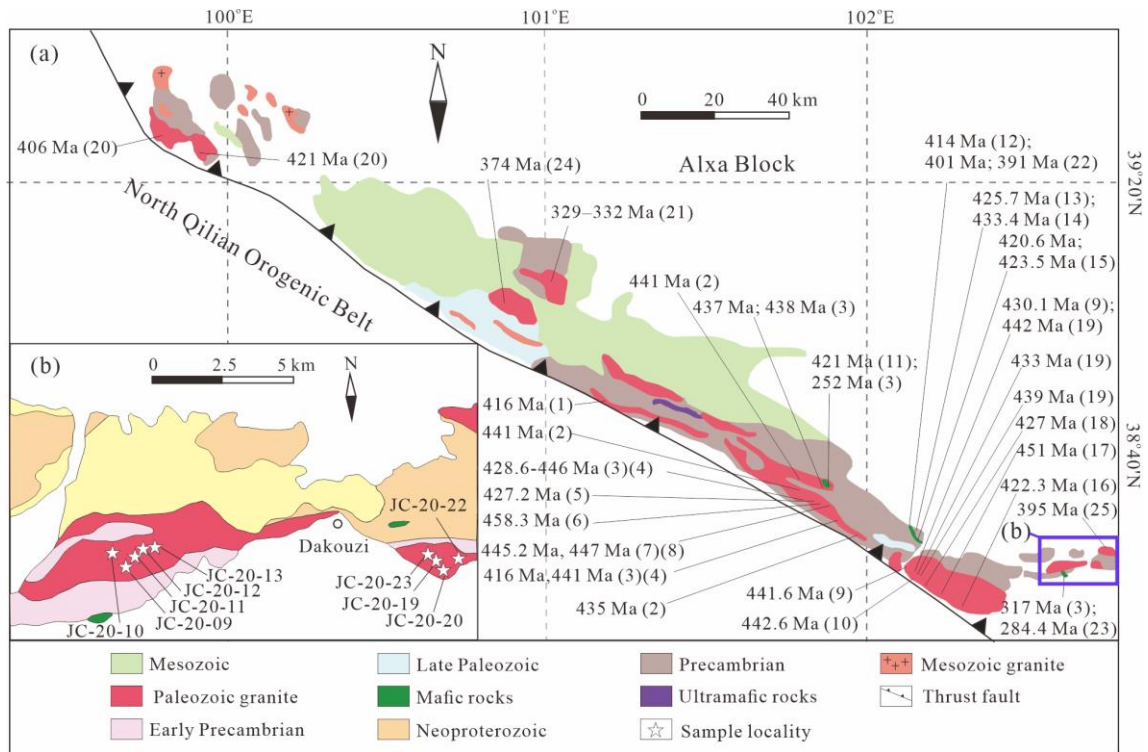 100°E
101°E
102°E
(a)
N
0 20 40 km
Alxa Block
North Qilian Orogenic Belt
39°20'N
38°40'N
406 Ma (20)
421 Ma (20)
374 Ma (24)
329–332 Ma (21)
441 Ma (2)
437 Ma; 438 Ma (3)
421 Ma (11);
252 Ma (3)
414 Ma (12);
401 Ma; 391 Ma (22)
425.7 Ma (13);
433.4 Ma (14)
420.6 Ma;
423.5 Ma (15)
430.1 Ma (9);
442 Ma (19)
433 Ma (19)
439 Ma (19)
427 Ma (18)
451 Ma (17)
422.3 Ma (16)
395 Ma (25)
(b)
317 Ma (3);
284.4 Ma (23)
416 Ma (1)
441 Ma (2)
428.6-446 Ma (3)(4)
427.2 Ma (5)
458.3 Ma (6)
445.2 Ma, 447 Ma (7)(8)
416 Ma,441 Ma (3)(4)
435 Ma (2)
441.6 Ma (9)
442.6 Ma (10)
(b)
0 2.5 5 km
N
JC-20-22
Dakouzi
JC-20-13
JC-20-12
JC-20-11
JC-20-09
JC-20-10
JC-20-23
JC-20-19
JC-20-20
Mesozoic
Late Paleozoic
Precambrian
Mesozoic granite
Paleozoic granite
Mafic rocks
Ultramafic rocks
Thrust fault
Early Precambrian
Neoproterozoic
Sample locality